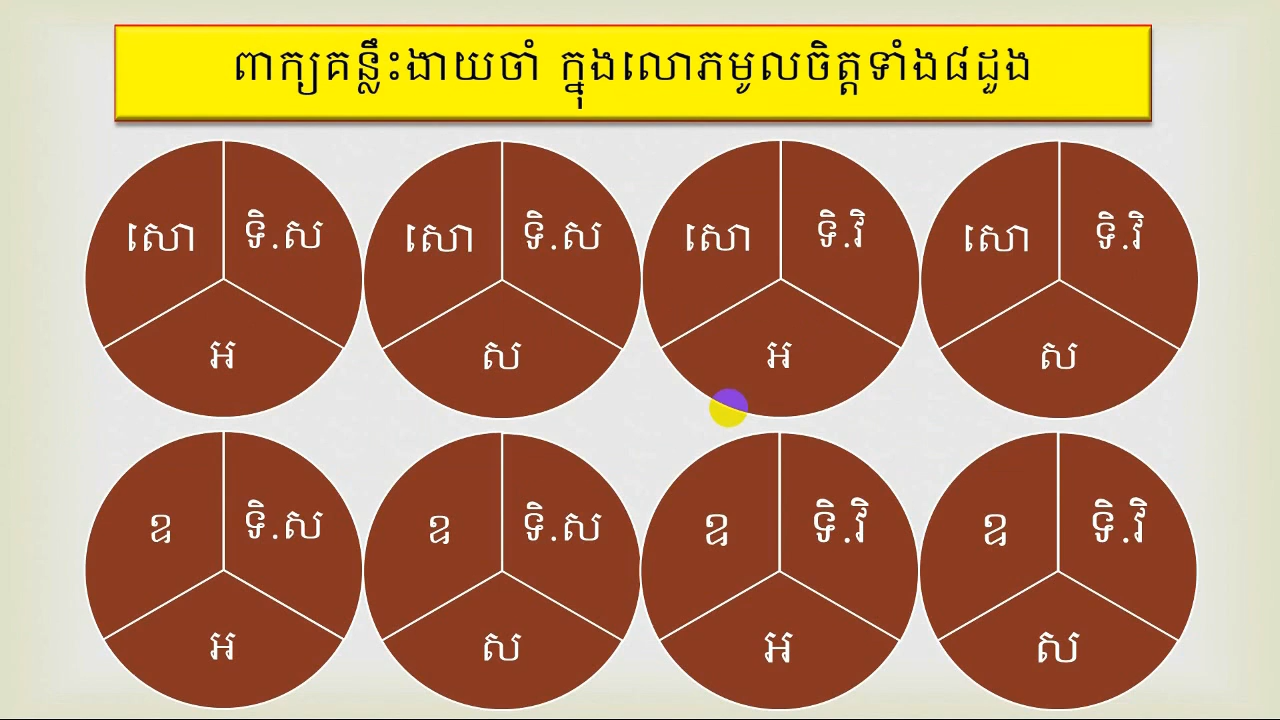 ពាក្យគន្លឹះងាយចាំ ក្នុងលោភមូលចិត្តទាំង៨ដួង
សោ ទិ.ស សោ ទិ.ស សោ ទិ.វិ សោ ទិ.វិ
អ ស អ ស
ឧ ទិ.ស ឧ ទិ.ស ឧ ទិ.វិ ឧ ទិ.វិ
អ ស អ ស